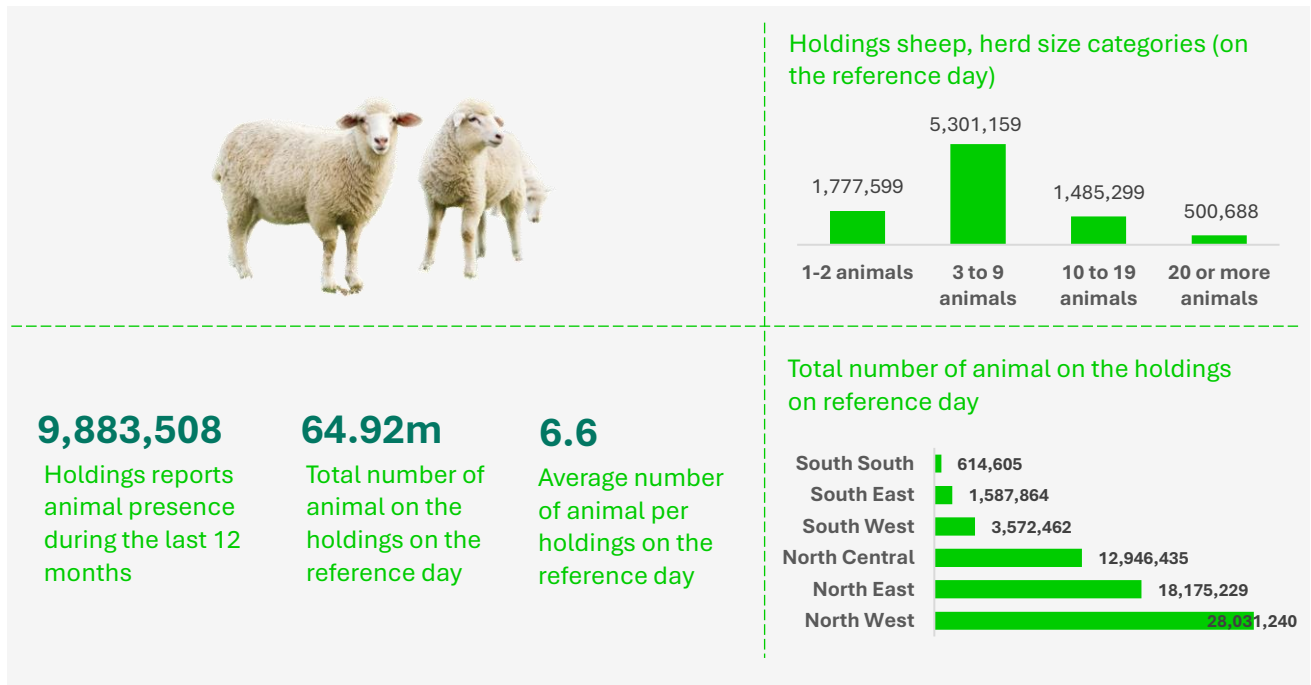 Holdings sheep, herd size categories (on
the reference day)
5,301,159
1,777,599
1,485,299
500,688
1-2 animals
3 to 9
animals
10 to 19
animals
20 or more
animals
9,883,508
Holdings reports
animal presence
during the last 12
months
64.92m
Total number of
animal on the
holdings on the
reference day
6.6
Average number
of animal per
holdings on the
reference day
Total number of animal on the holdings
on reference day
South South 614,605
South East 1,587,864
South West 3,572,462
North Central 12,946,435
North East 18,175,229
North West 28,031,240